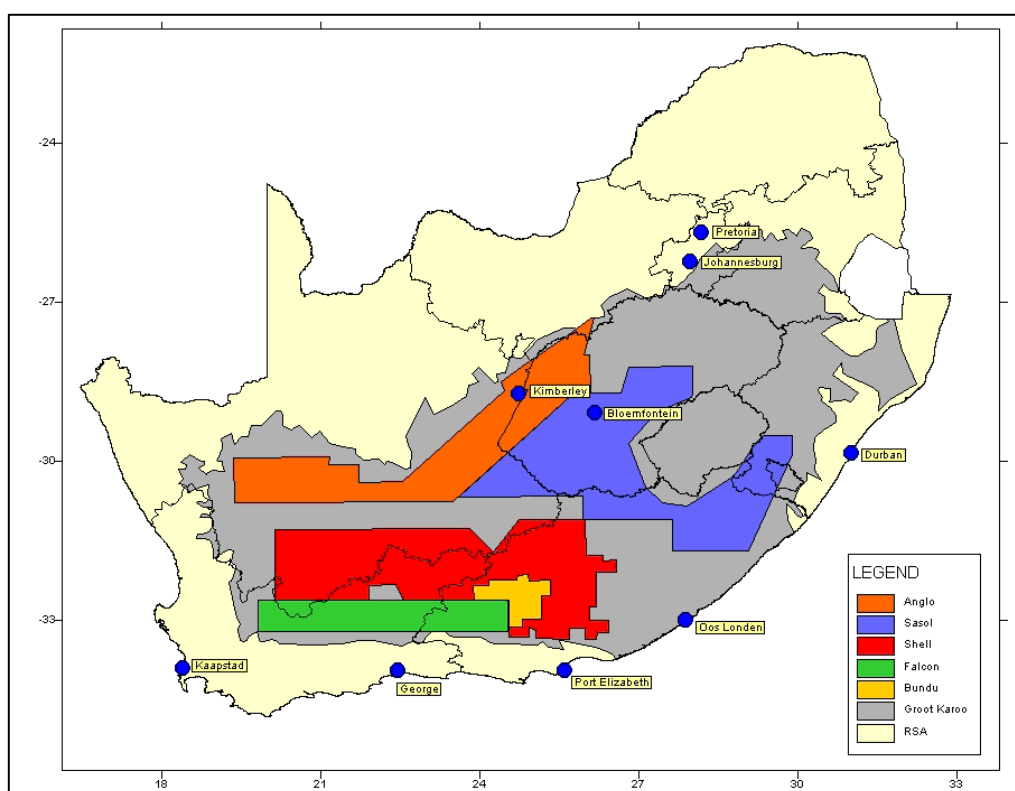 -24
-27
-30
-33
18
21
24
27
30
33
Pretoria
Johannesburg
Kimberley
Bloemfontein
Durban
Oos Londen
Kaapstad
George
Port Elizabeth
LEGEND
Anglo
Sasol
Shell
Falcon
Bundu
Groot Karoo
RSA